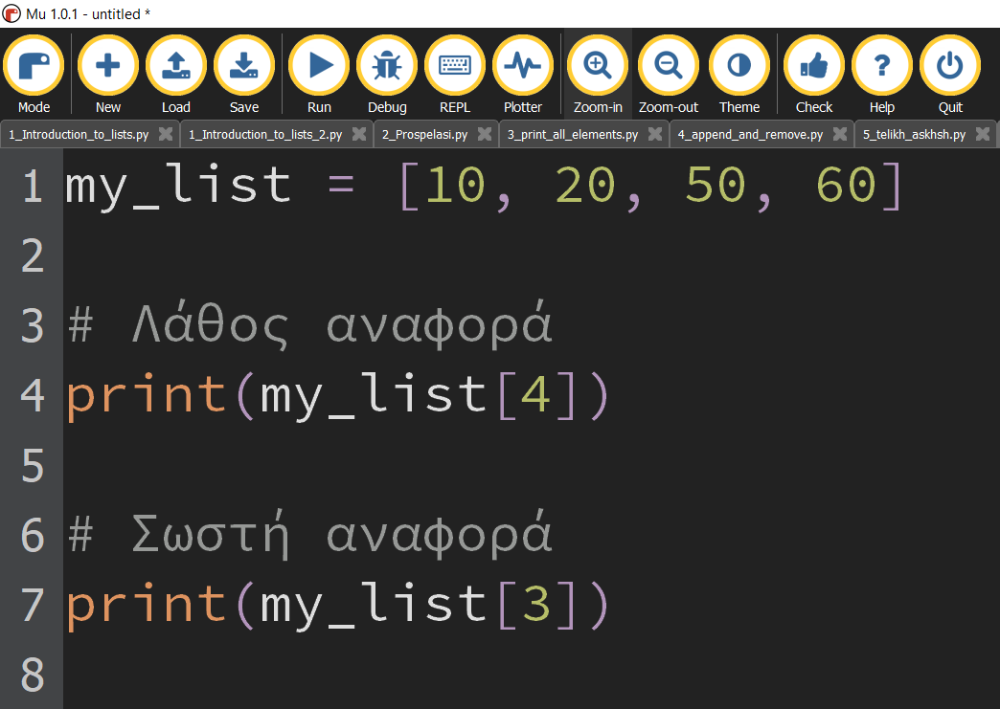 Mu 1.0.1 - untitled *
Mode New Load Save Run Debug REPL Plotter Zoom-in Zoom-out Theme Check Help Quit
1_Introduction_to_lists.py 1_Introduction_to_lists_2.py 2_Prospelasi.py 3_print_all_elements.py 4_append_and_remove.py 5_telikh_askhsh.py
1 my_list = [10, 20, 50, 60]
2
3 # Λάθος αναφορά
4 print(my_list[4])
5
6 # Σωστή αναφορά
7 print(my_list[3])
8